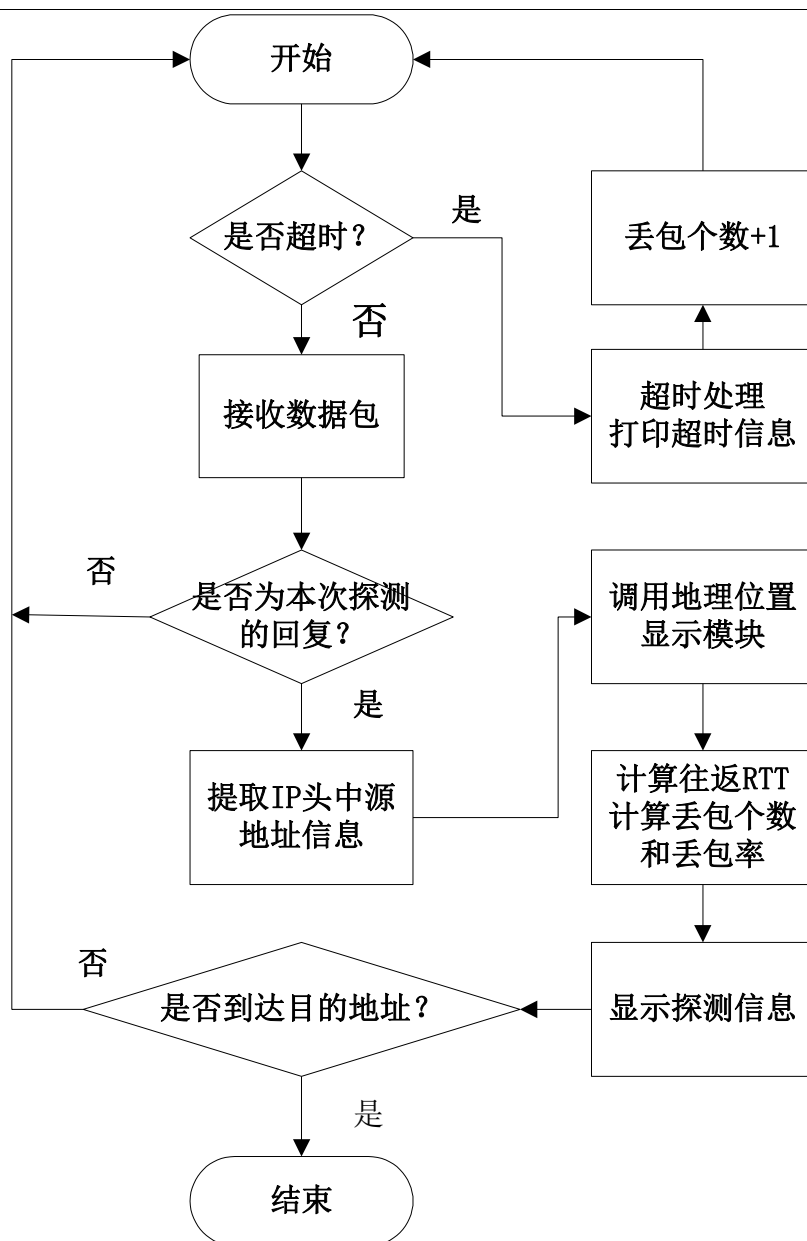 开始
是否超时？
是
丢包个数+1
否
接收数据包
超时处理
打印超时信息
否
是否为本次探测
的回复？
调用地理位置
显示模块
是
提取IP头中源
地址信息
计算往返RTT
计算丢包个数
和丢包率
否
是否到达目的地址？
显示探测信息
是
结束